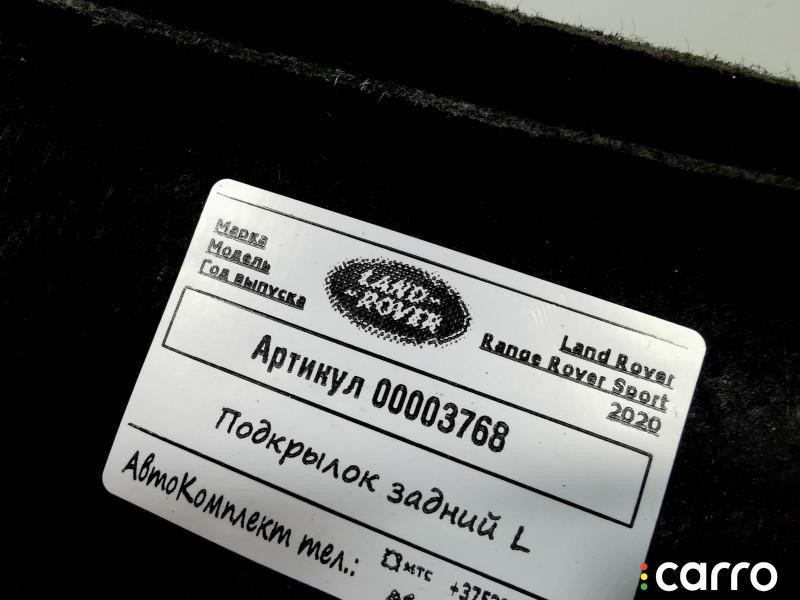 Марка Land Rover
Модель Range Rover Sport
Год выпуска 2020
LAND-
-ROVER
Артикул 00003768
Подкрылок задний L
АвтоКомплект тел.: мтс
carro